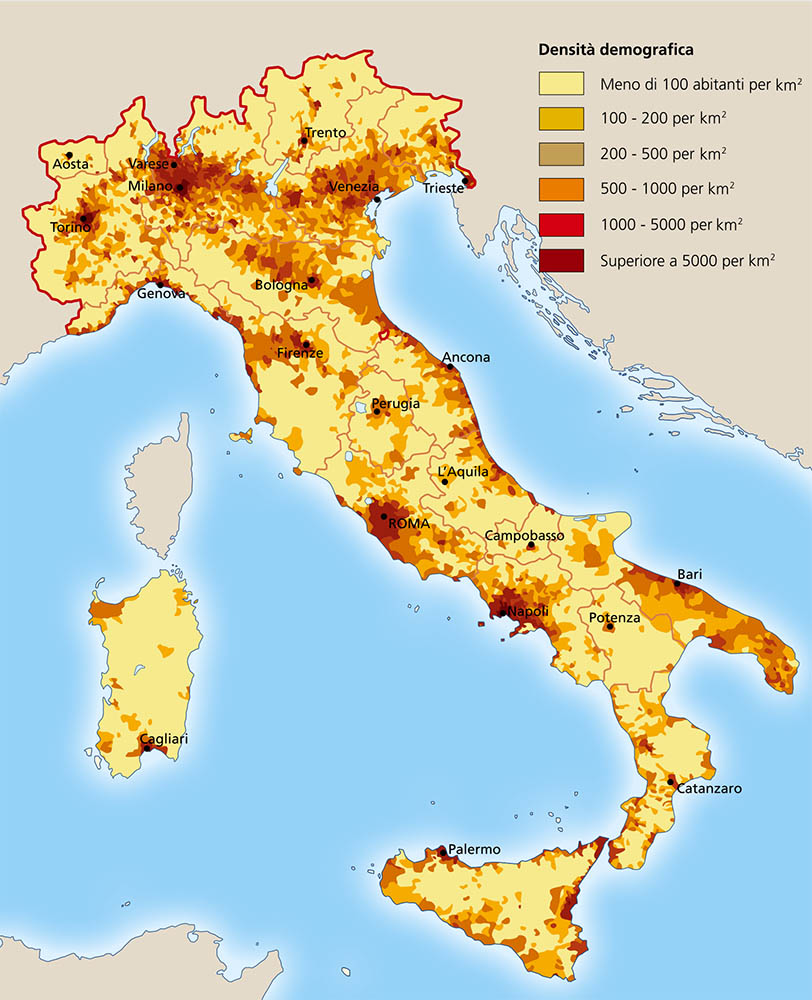 Densità demografica
Meno di 100 abitanti per km²
100 - 200 per km²
200 - 500 per km²
500 - 1000 per km²
1000 - 5000 per km²
Superiore a 5000 per km²
Trento
Aosta
Varese
Milano
Venezia
Trieste
Torino
Genova
Bologna
Firenze
Ancona
Perugia
L'Aquila
ROMA
Campobasso
Bari
Napoli
Potenza
Cagliari
Catanzaro
Palermo